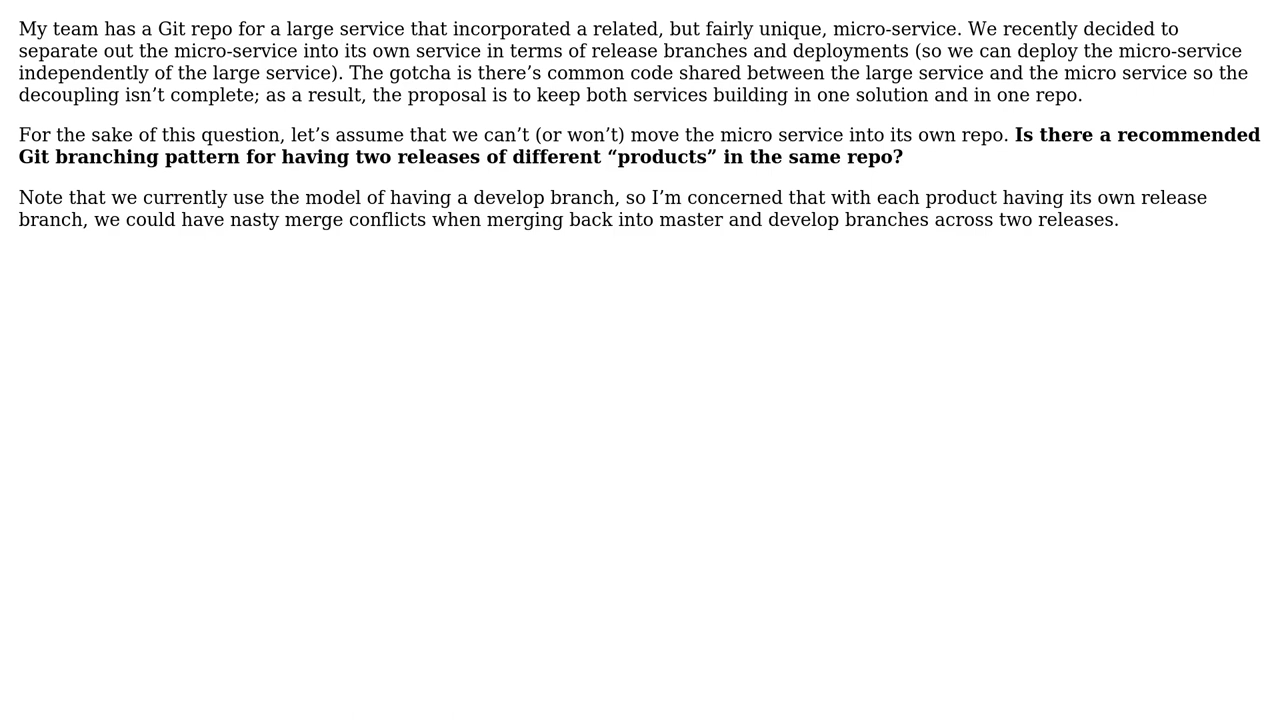 My team has a Git repo for a large service that incorporated a related, but fairly unique, micro-service. We recently decided to
separate out the micro-service into its own service in terms of release branches and deployments (so we can deploy the micro-service
independently of the large service). The gotcha is there’s common code shared between the large service and the micro service so the
decoupling isn’t complete; as a result, the proposal is to keep both services building in one solution and in one repo.
For the sake of this question, let’s assume that we can’t (or won’t) move the micro service into its own repo. Is there a recommended
Git branching pattern for having two releases of different “products” in the same repo?
Note that we currently use the model of having a develop branch, so I’m concerned that with each product having its own release
branch, we could have nasty merge conflicts when merging back into master and develop branches across two releases.